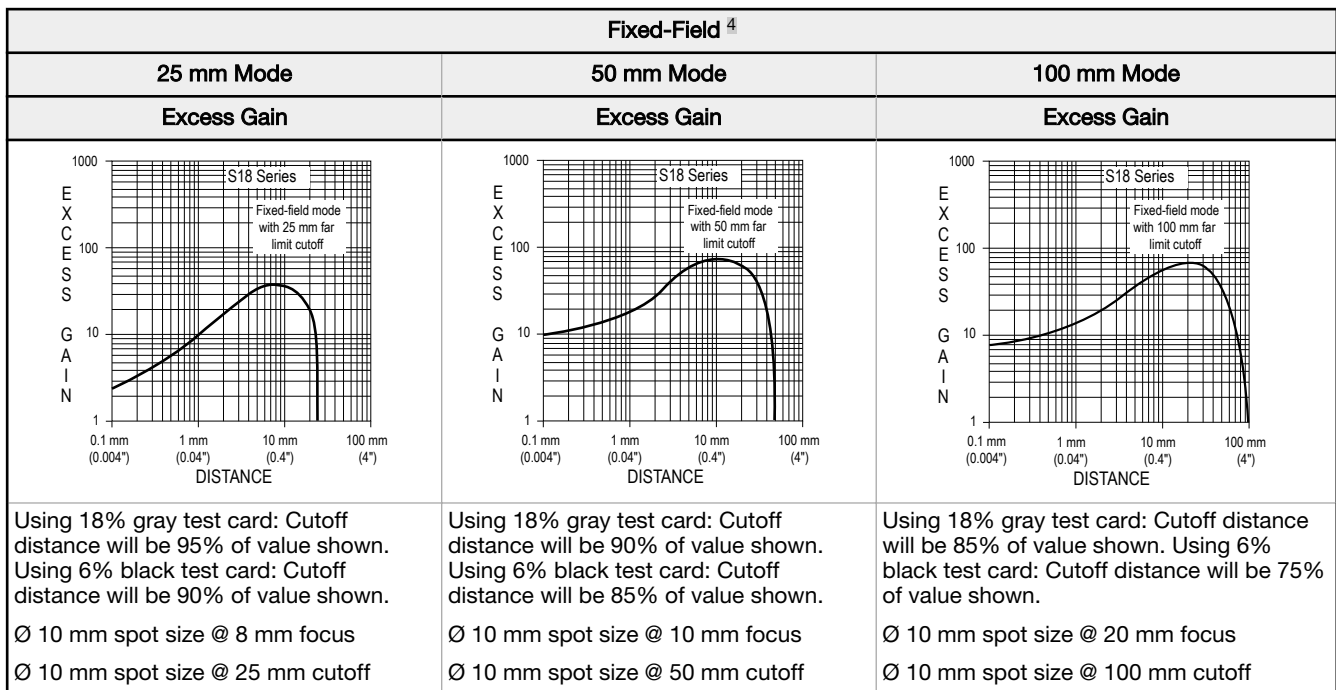 Fixed-Field 4
25 mm Mode
50 mm Mode
100 mm Mode
Excess Gain
Excess Gain
Excess Gain
1000
100
10
1
EXCESS GAIN
S18 Series
Fixed-field mode
with 25 mm far
limit cutoff
0.1 mm
(0.004")
1 mm
(0.04")
10 mm
(0.4")
100 mm
(4")
DISTANCE
1000
100
10
1
EXCESS GAIN
S18 Series
Fixed-field mode
with 50 mm far
limit cutoff
0.1 mm
(0.004")
1 mm
(0.04")
10 mm
(0.4")
100 mm
(4")
DISTANCE
1000
100
10
1
EXCESS GAIN
S18 Series
Fixed-field mode
with 100 mm far
limit cutoff
0.1 mm
(0.004")
1 mm
(0.04")
10 mm
(0.4")
100 mm
(4")
DISTANCE
Using 18% gray test card: Cutoff
distance will be 95% of value shown.
Using 6% black test card: Cutoff
distance will be 90% of value shown.
Ø 10 mm spot size @ 8 mm focus
Ø 10 mm spot size @ 25 mm cutoff
Using 18% gray test card: Cutoff
distance will be 90% of value shown.
Using 6% black test card: Cutoff
distance will be 85% of value shown.
Ø 10 mm spot size @ 10 mm focus
Ø 10 mm spot size @ 50 mm cutoff
Using 18% gray test card: Cutoff distance
will be 85% of value shown. Using 6%
black test card: Cutoff distance will be 75%
of value shown.
Ø 10 mm spot size @ 20 mm focus
Ø 10 mm spot size @ 100 mm cutoff